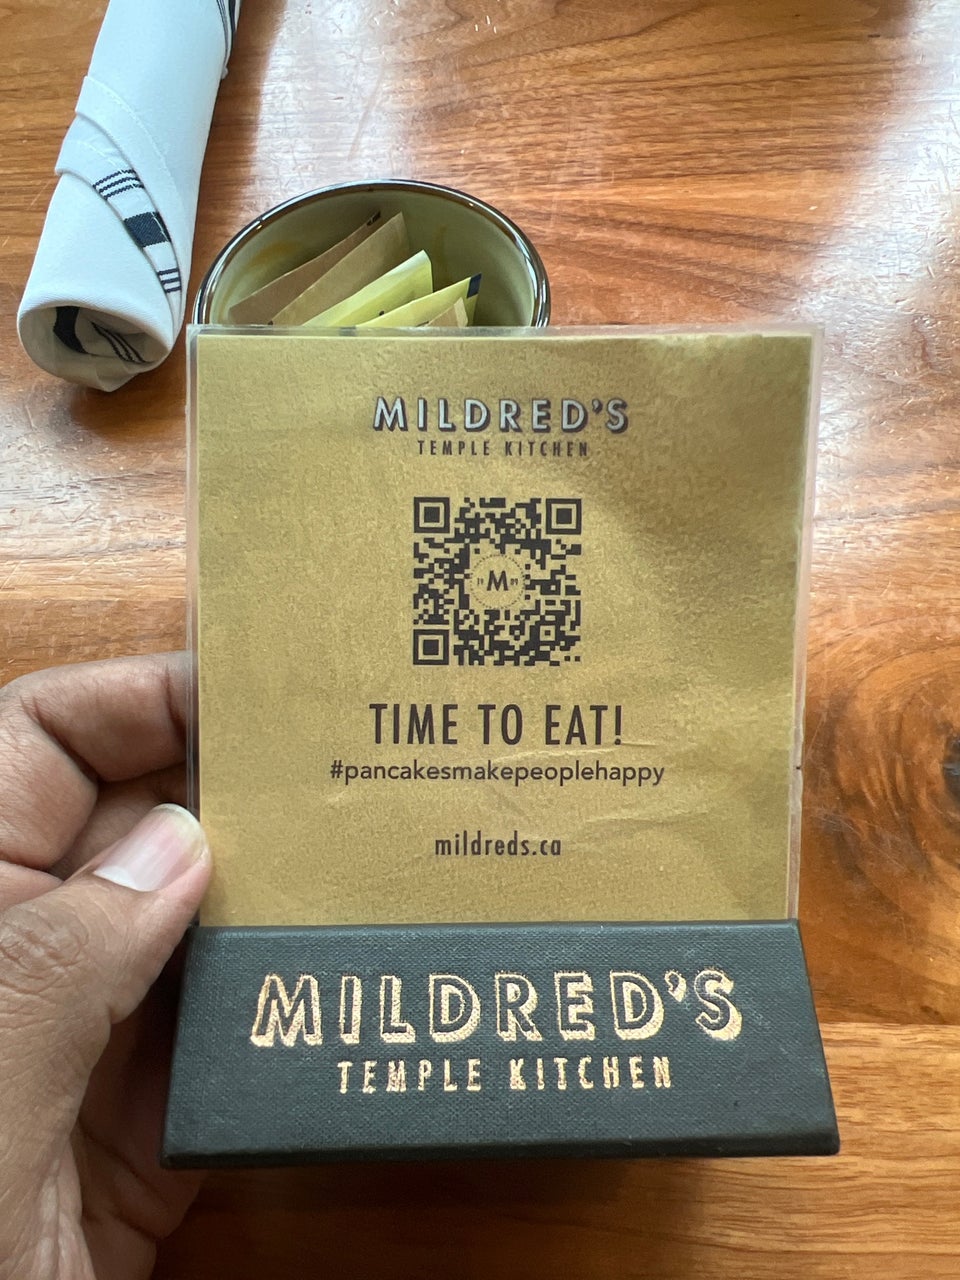 MILDRED'S
TEMPLE KITCHEN
M
TIME TO EAT!
#pancakesmakepeoplehappy
mildreds.ca
MILDRED'S
TEMPLE KITCHEN